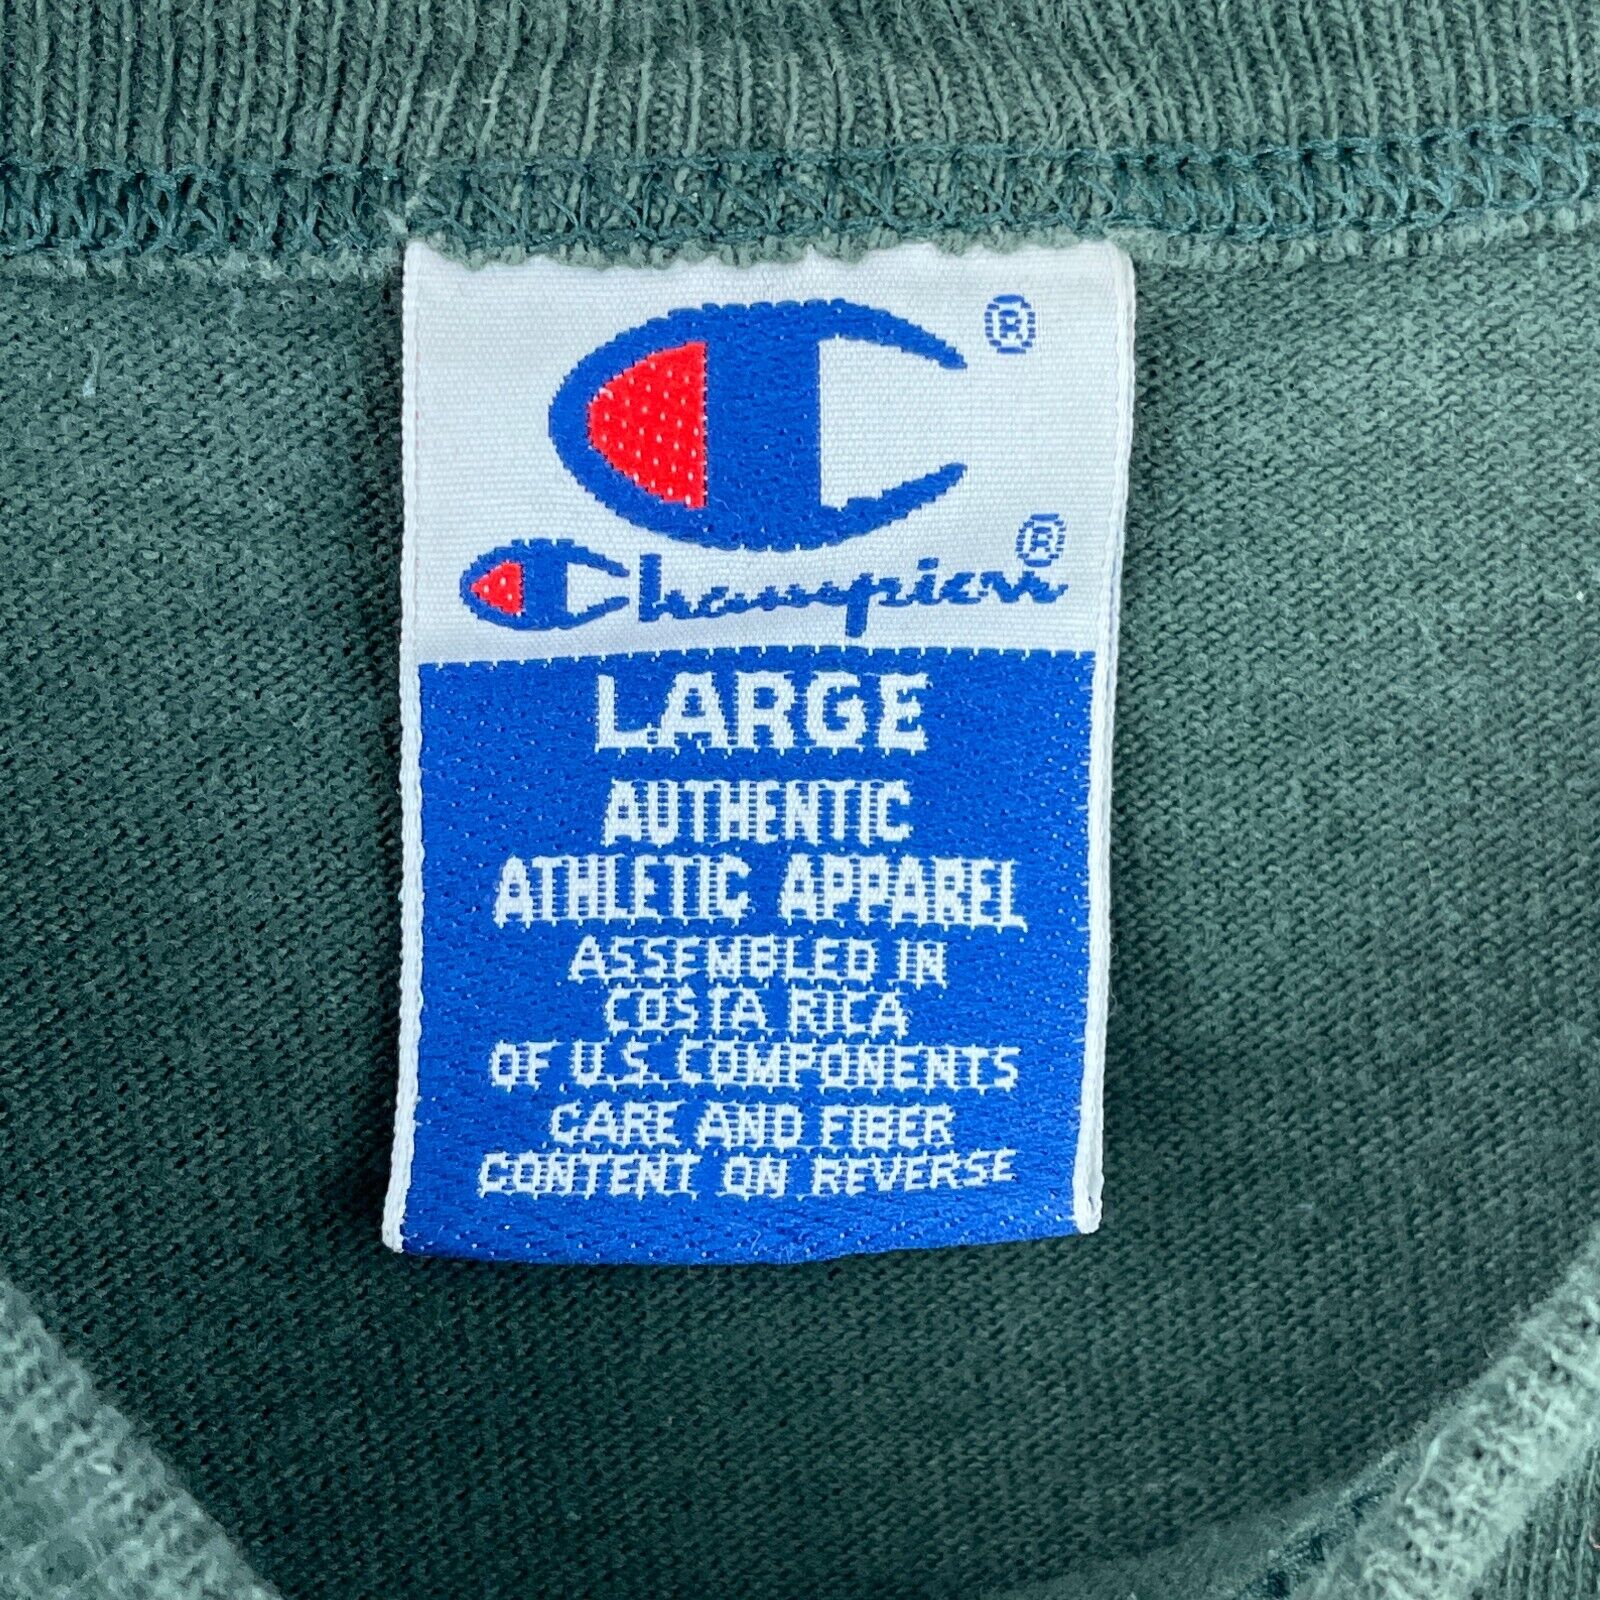 ®
Champion®
LARGE
AUTHENTIC
ATHLETIC APPAREL
ASSEMBLED IN
COSTA RICA
OF U.S. COMPONENTS
CARE AND FIBER
CONTENT ON REVERSE